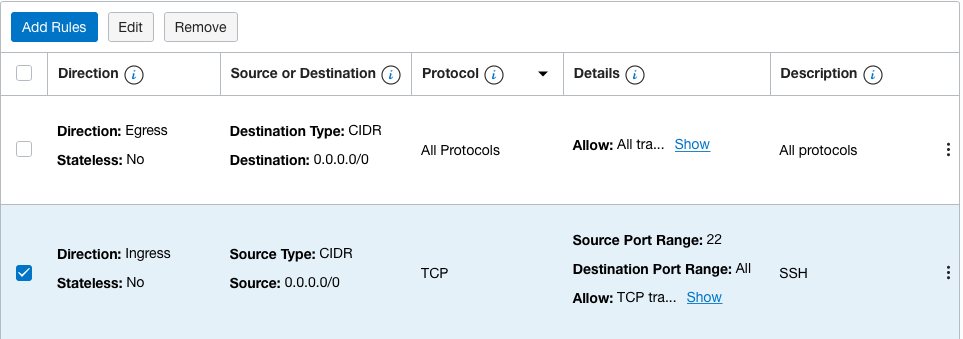 Add Rules Edit Remove
Direction i Source or Destination i Protocol i Details i Description i
Direction: Egress
Stateless: No
Destination Type: CIDR
Destination: 0.0.0.0/0
All Protocols
Allow: All tra... Show
All protocols
Direction: Ingress
Stateless: No
Source Type: CIDR
Source: 0.0.0.0/0
TCP
Source Port Range: 22
Destination Port Range: All
Allow: TCP tra... Show
SSH